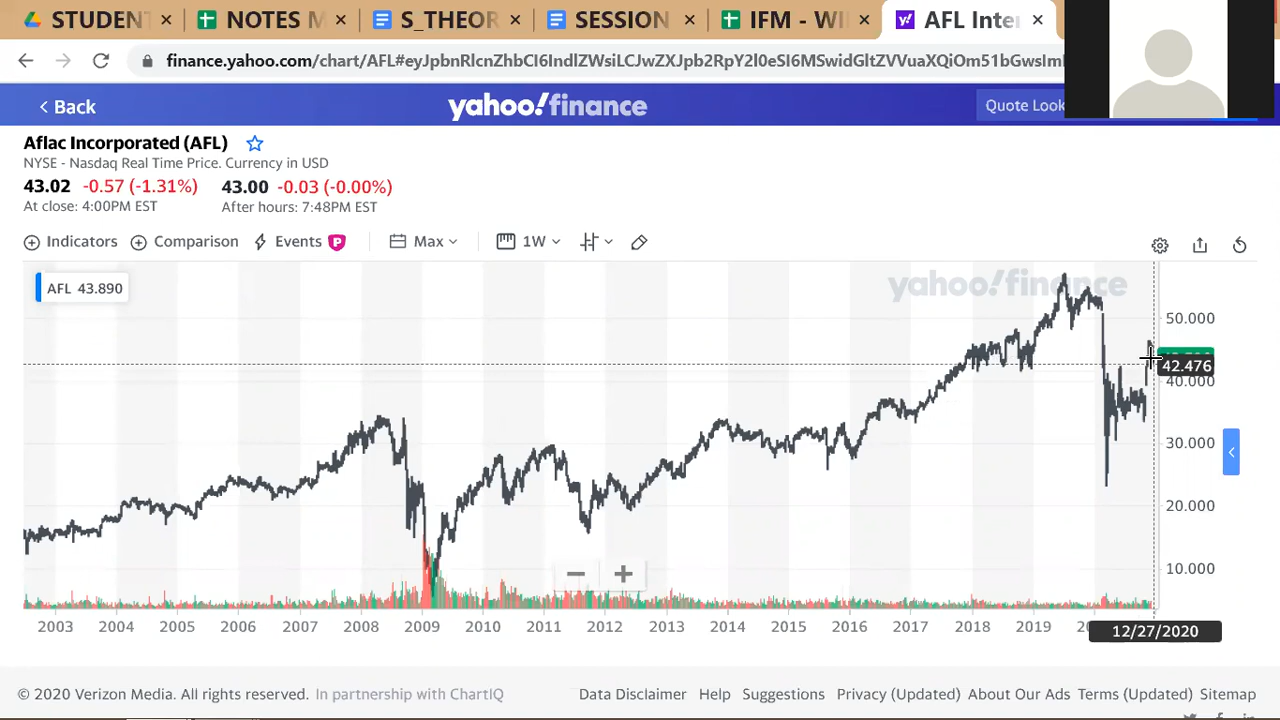 STUDENT NOTES M S_THEOR SESSION IFM - WI AFL Inte
finance.yahoo.com/chart/AFL#eyJpbnRlcnZhbCI6IndlZWsiLCJwZXJpb2RpY2l0eSI6MSwidGltZVVuaXQiOm51bGwsImN
Back yahoo!finance Quote Look
Aflac Incorporated (AFL)
NYSE - Nasdaq Real Time Price. Currency in USD
43.02 -0.57 (-1.31%) 43.00 -0.03 (-0.00%)
At close: 4:00PM EST After hours: 7:48PM EST
Indicators Comparison Events P Max 1W
AFL 43.890
yahoo!finance
50.000
42.476
40.000
30.000
20.000
10.000
2003 2004 2005 2006 2007 2008 2009 2010 2011 2012 2013 2014 2015 2016 2017 2018 2019 12/27/2020
© 2020 Verizon Media. All rights reserved. In partnership with ChartIQ Data Disclaimer Help Suggestions Privacy (Updated) About Our Ads Terms (Updated) Sitemap